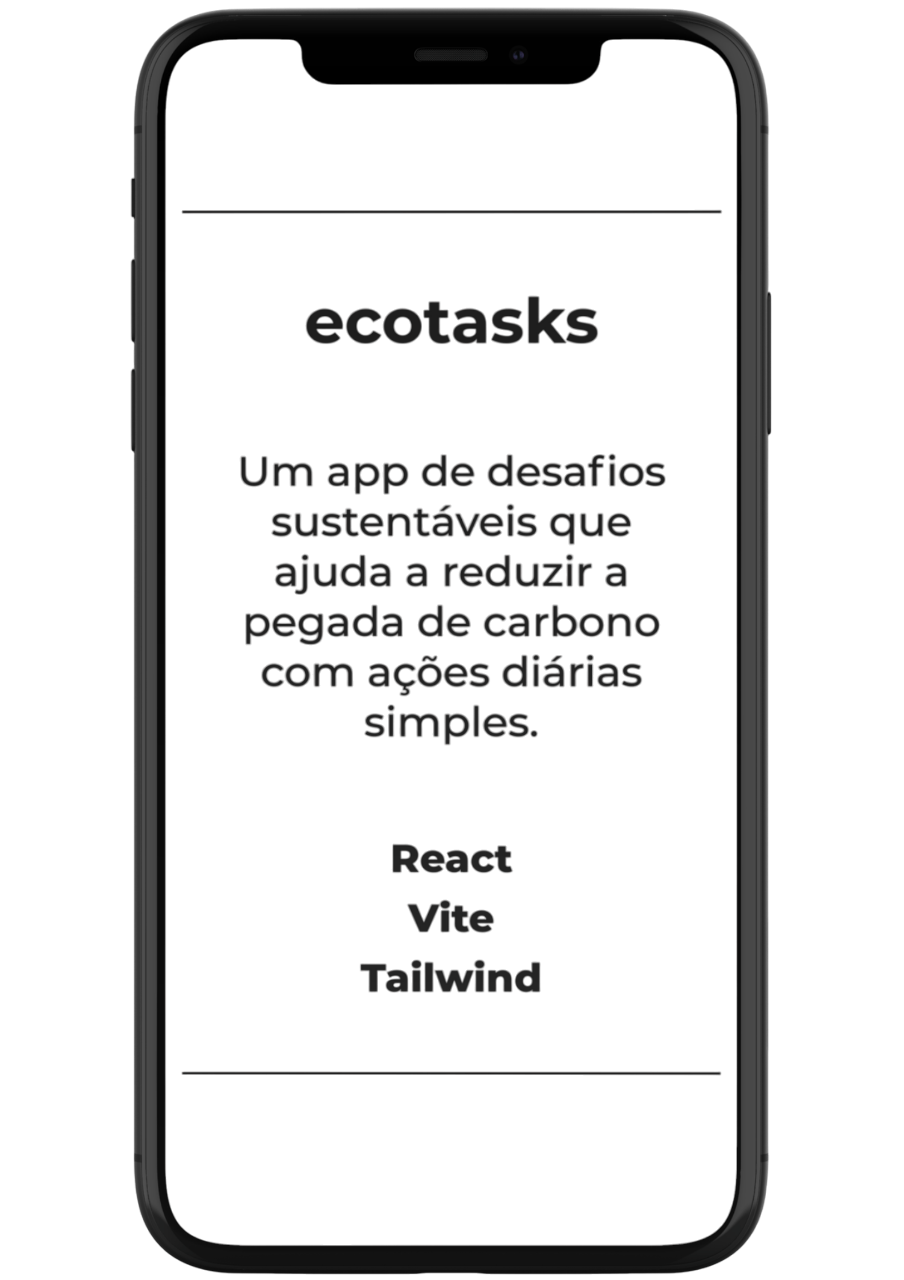 ecotasks
Um app de desafios
sustentáveis que
ajuda a reduzir a
pegada de carbono
com ações diárias
simples.
React
Vite
Tailwind